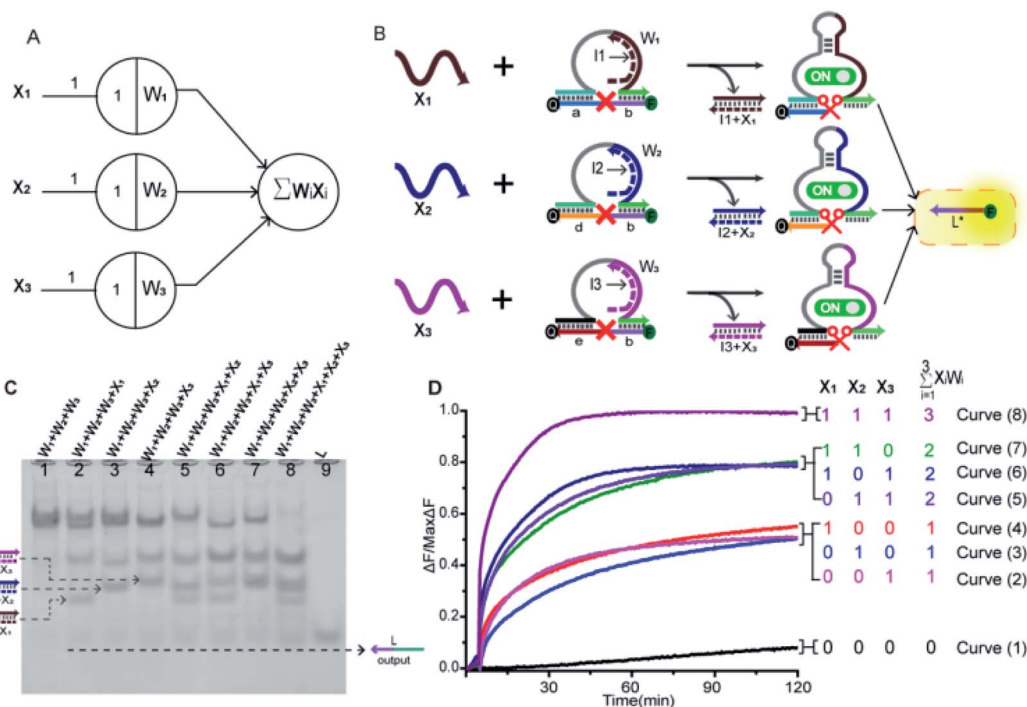 A
X₁ 1 1 W₁
X₂ 1 1 W₂ ∑WᵢXᵢ
X₃ 1 1 W₃
B
X₁ + I1 W₁ Q a b F I1+X₁ ON Q
X₂ + I2 W₂ Q d b F I2+X₂ ON Q
X₃ + I3 W₃ Q e b F I3+X₃ ON Q
L* F
C
W₁+W₂+W₃
W₁+W₂+W₃+X₁
W₁+W₂+W₃+X₂
W₁+W₂+W₃+X₃
W₁+W₂+W₃+X₁+X₂
W₁+W₂+W₃+X₁+X₃
W₁+W₂+W₃+X₂+X₃
W₁+W₂+W₃+X₁+X₂+X₃
L
1 2 3 4 5 6 7 8 9
X₃
X₂
X₁
L
output
D
ΔF/MaxΔF
1.0
0.8
0.6
0.4
0.2
0.0
30 60 90 120
Time(min)
X₁ X₂ X₃ 3∑i=1 XᵢWᵢ
1 1 1 3 Curve (8)
1 1 0 2 Curve (7)
1 0 1 2 Curve (6)
0 1 1 2 Curve (5)
1 0 0 1 Curve (4)
0 1 0 1 Curve (3)
0 0 1 1 Curve (2)
0 0 0 0 Curve (1)